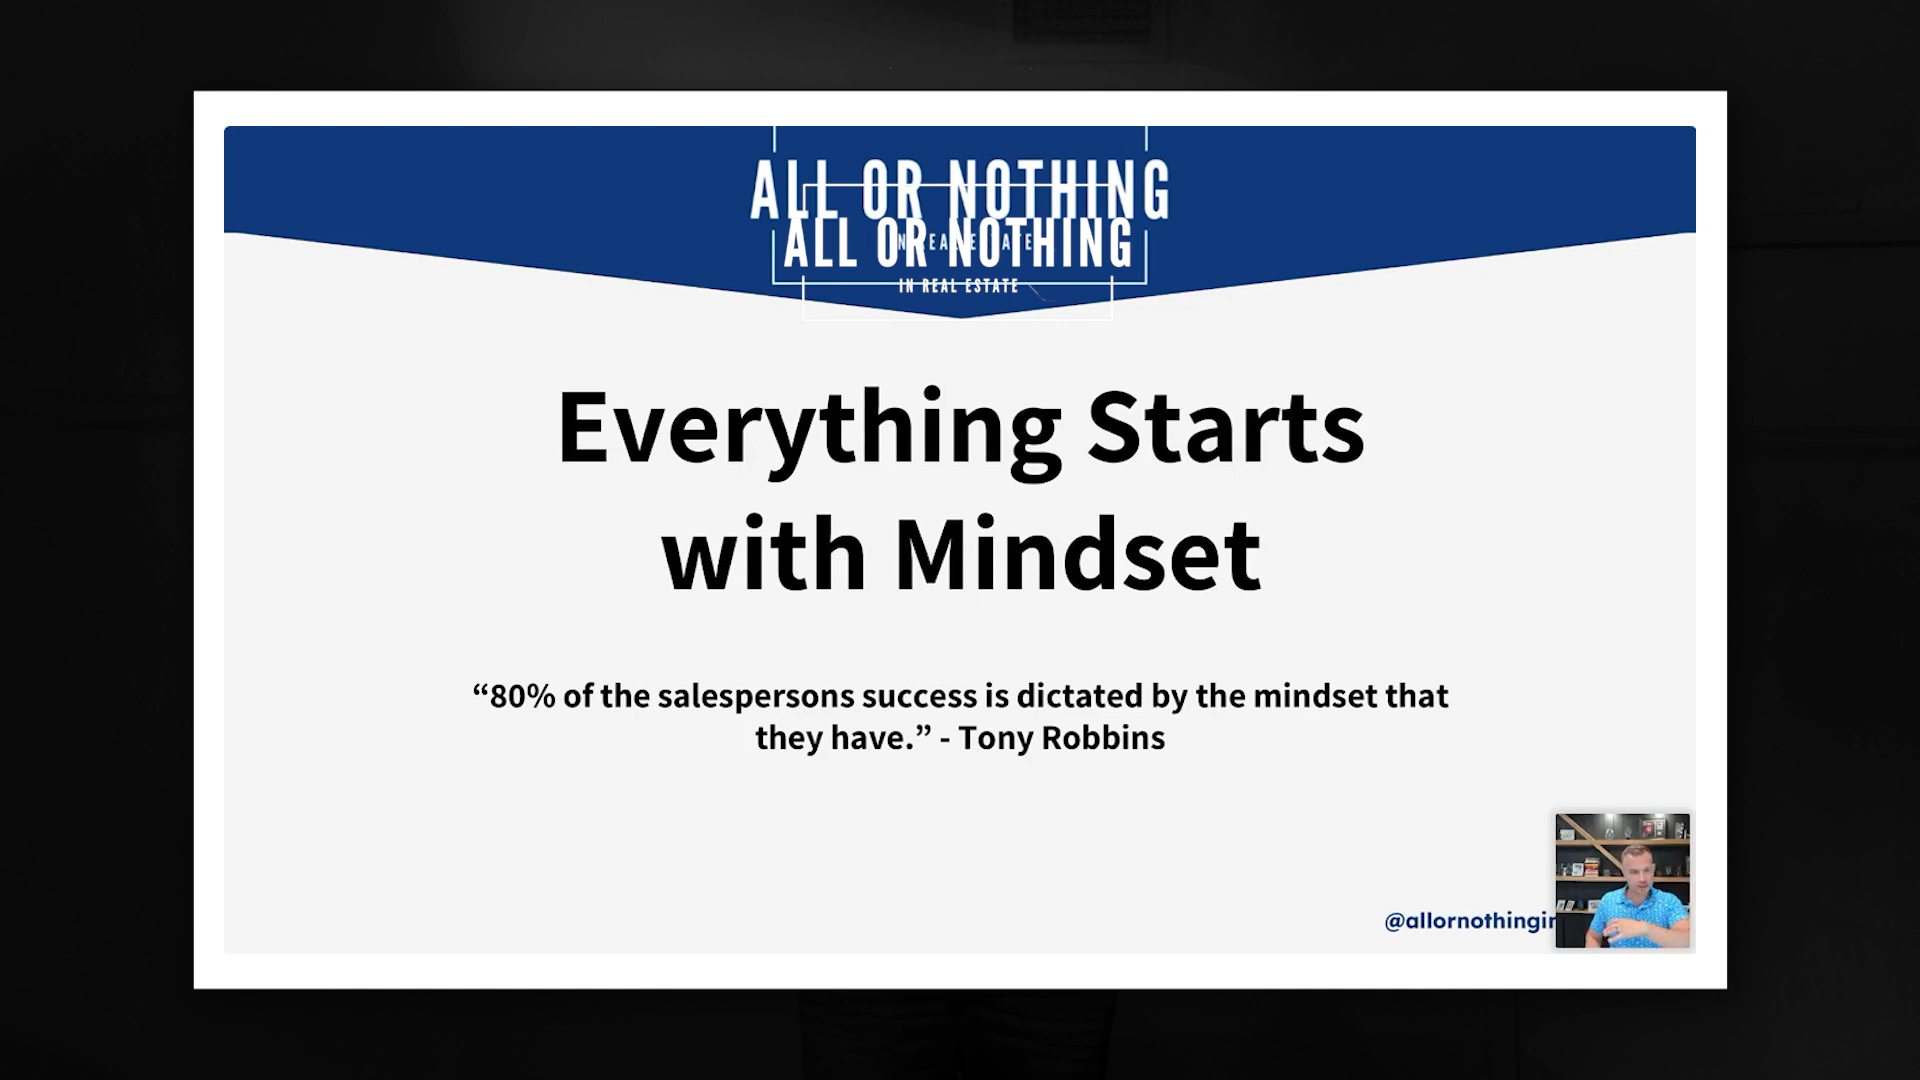 ALL OR NOTHING
ALL OR NOTHING
IN REAL ESTATE
Everything Starts
with Mindset
“80% of the salespersons success is dictated by the mindset that
they have.” - Tony Robbins
@allornothingin